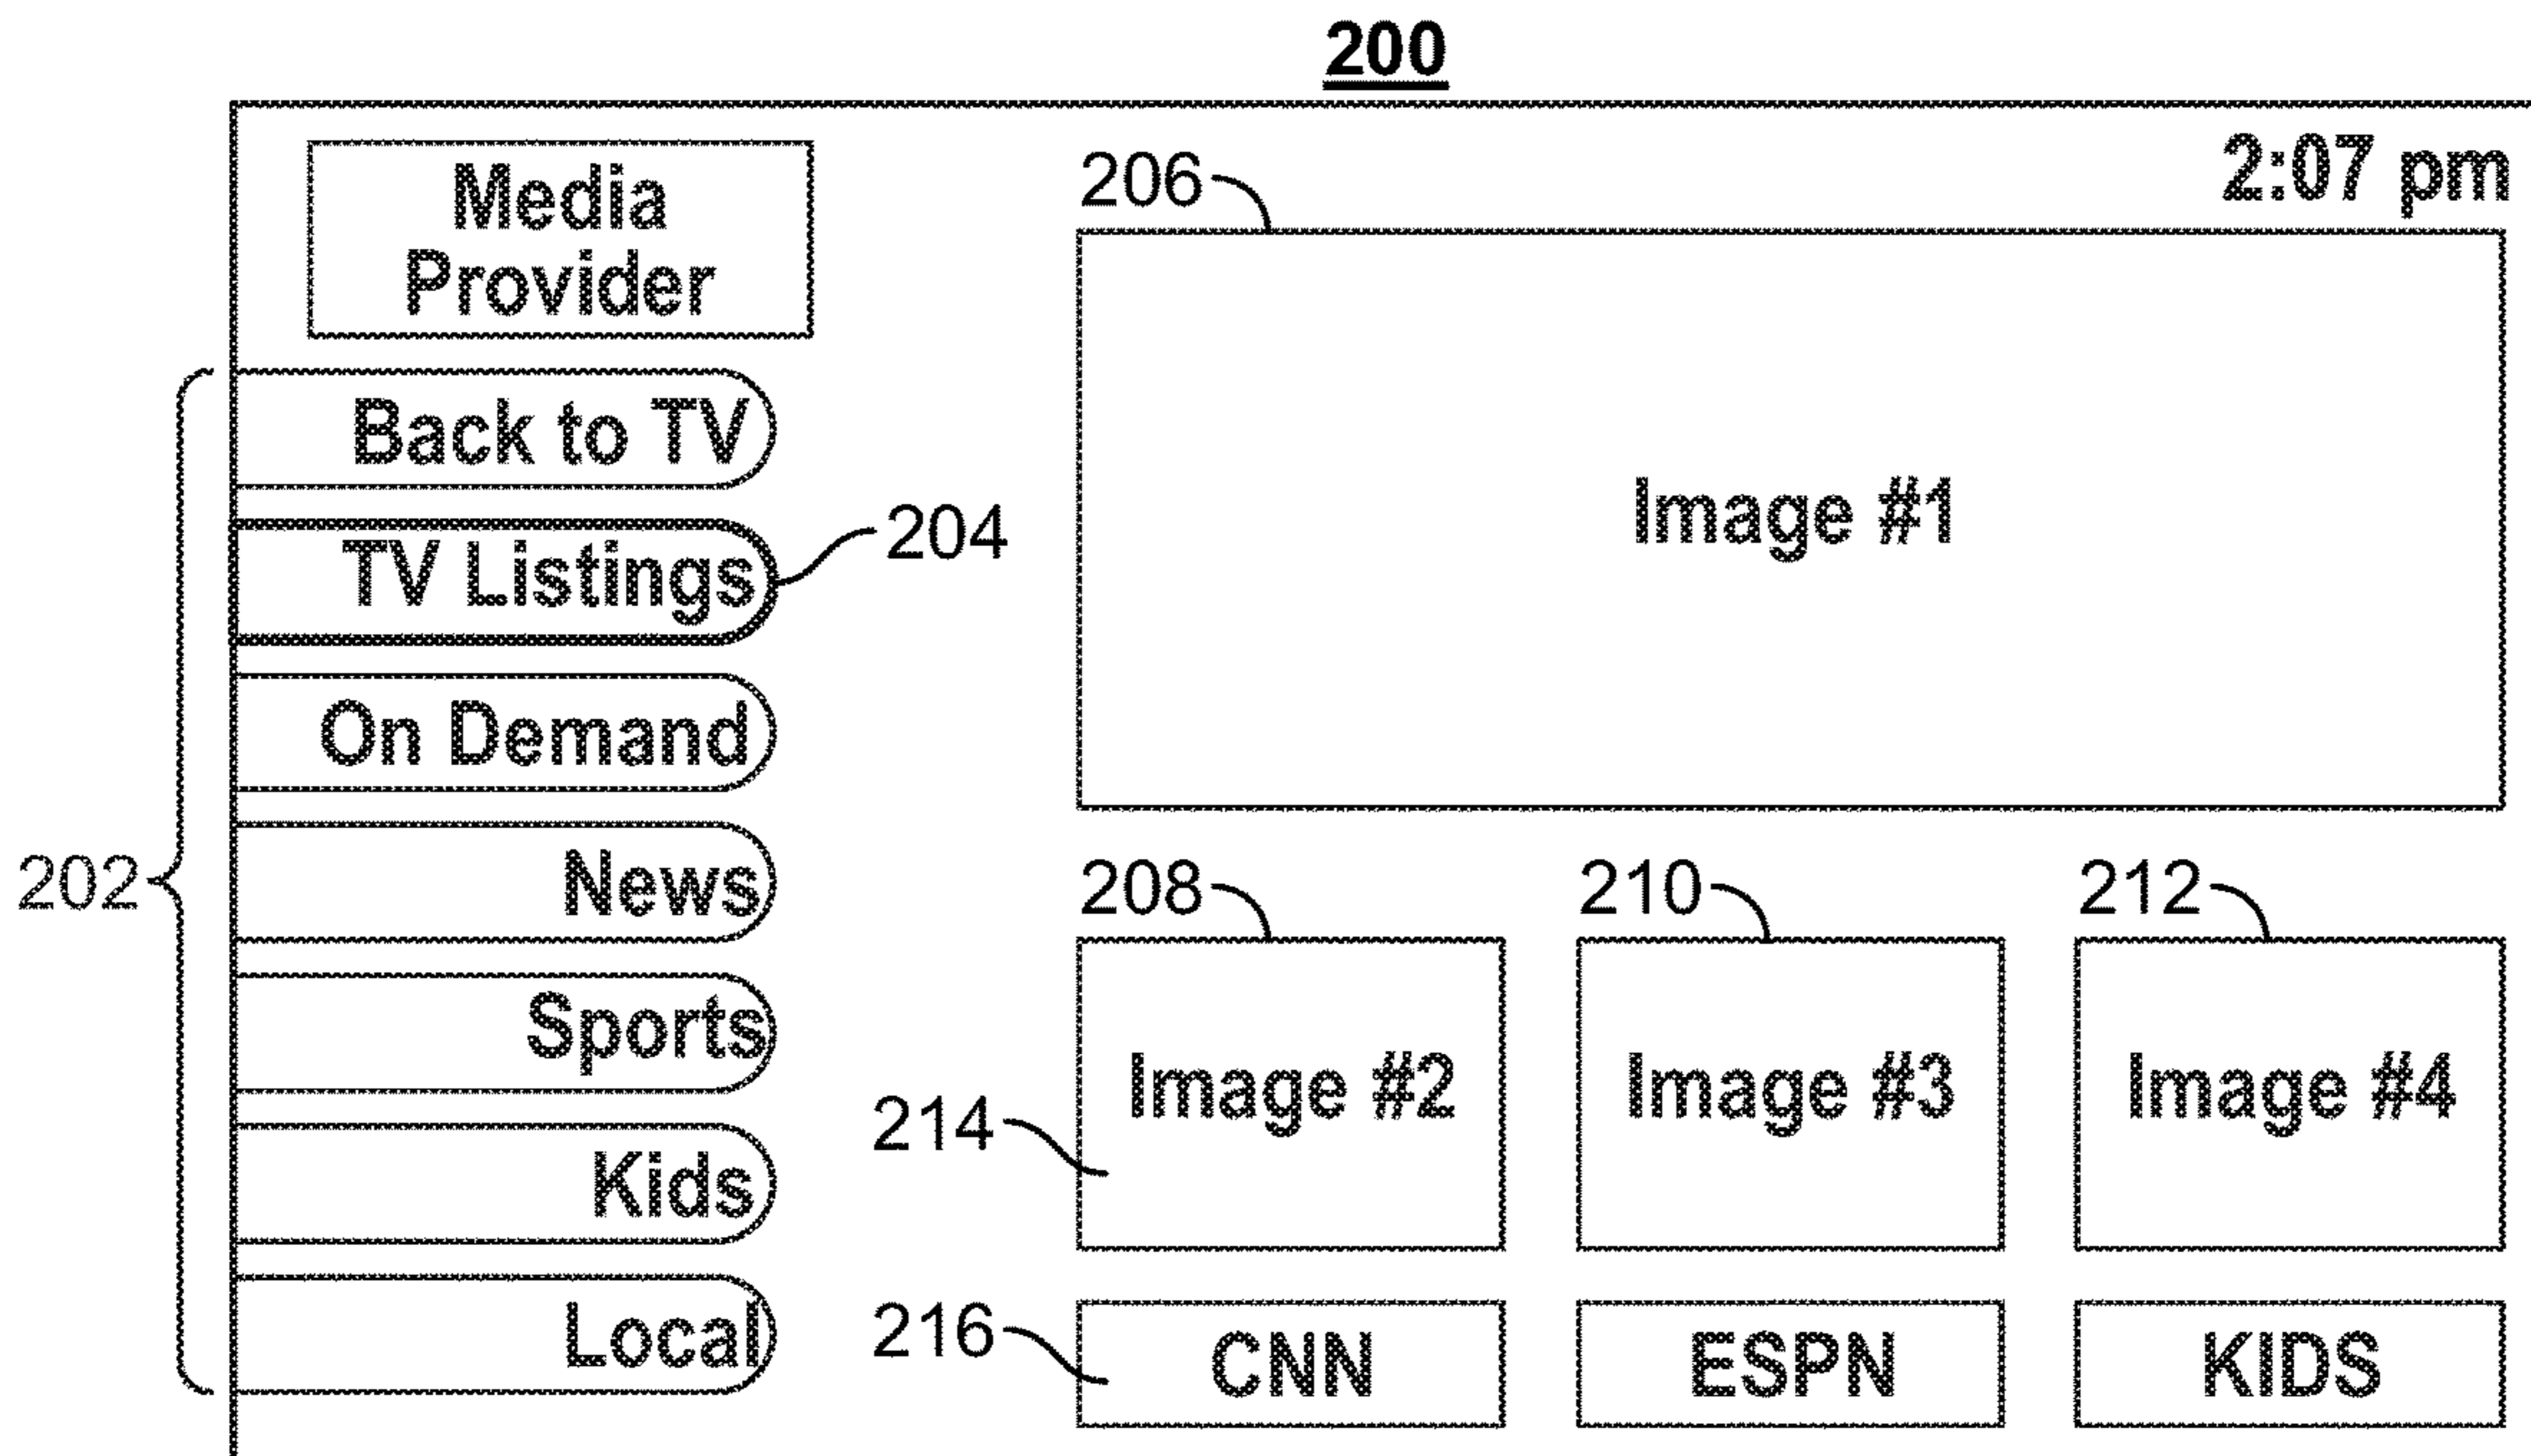 200
2:07 pm
Media
Provider
206
Back to TV
Image #1
TV Listings
204
On Demand
202
News
208
210
212
Sports
Image #2
Image #3
Image #4
214
Kids
Local
216
CNN
ESPN
KIDS